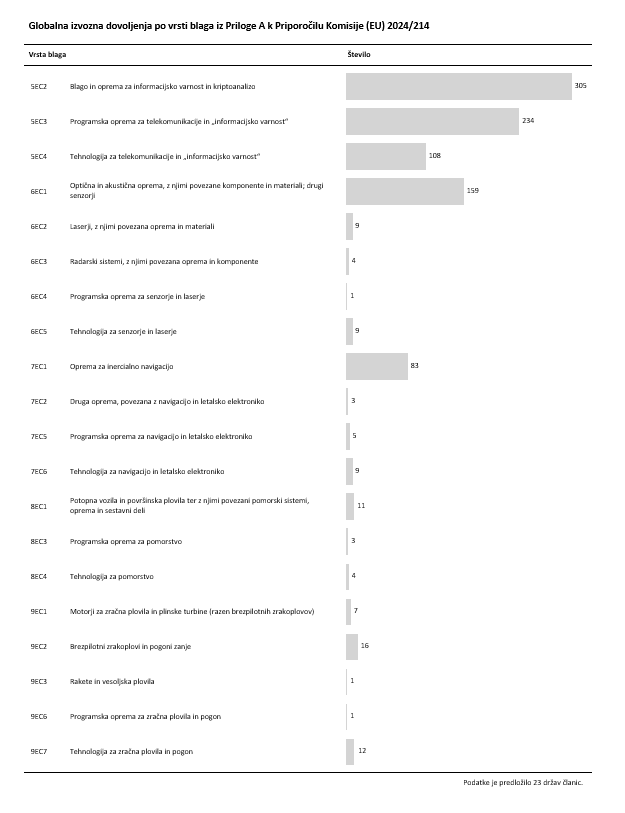 Globalna izvozna dovoljenja po vrsti blaga iz Priloge A k Priporočilu Komisije (EU) 2024/214
Vrsta blaga Število
5EC2 Blago in oprema za informacijsko varnost in kriptoanalizo 305
5EC3 Programska oprema za telekomunikacije in „informacijsko varnost“ 234
5EC4 Tehnologija za telekomunikacije in „informacijsko varnost“ 108
6EC1 Optična in akustična oprema, z njimi povezane komponente in materiali; drugi
senzorji 159
6EC2 Laserji, z njimi povezana oprema in materiali 9
6EC3 Radarski sistemi, z njimi povezana oprema in komponente 4
6EC4 Programska oprema za senzorje in laserje 1
6EC5 Tehnologija za senzorje in laserje 9
7EC1 Oprema za inercialno navigacijo 83
7EC2 Druga oprema, povezana z navigacijo in letalsko elektroniko 3
7EC5 Programska oprema za navigacijo in letalsko elektroniko 5
7EC6 Tehnologija za navigacijo in letalsko elektroniko 9
8EC1 Potopna vozila in površinska plovila ter z njimi povezani pomorski sistemi,
oprema in sestavni deli 11
8EC3 Programska oprema za pomorstvo 3
8EC4 Tehnologija za pomorstvo 4
9EC1 Motorji za zračna plovila in plinske turbine (razen brezpilotnih zrakoplovov) 7
9EC2 Brezpilotni zrakoplovi in pogoni zanje 16
9EC3 Rakete in vesoljska plovila 1
9EC6 Programska oprema za zračna plovila in pogon 1
9EC7 Tehnologija za zračna plovila in pogon 12
Podatke je predložilo 23 držav članic.